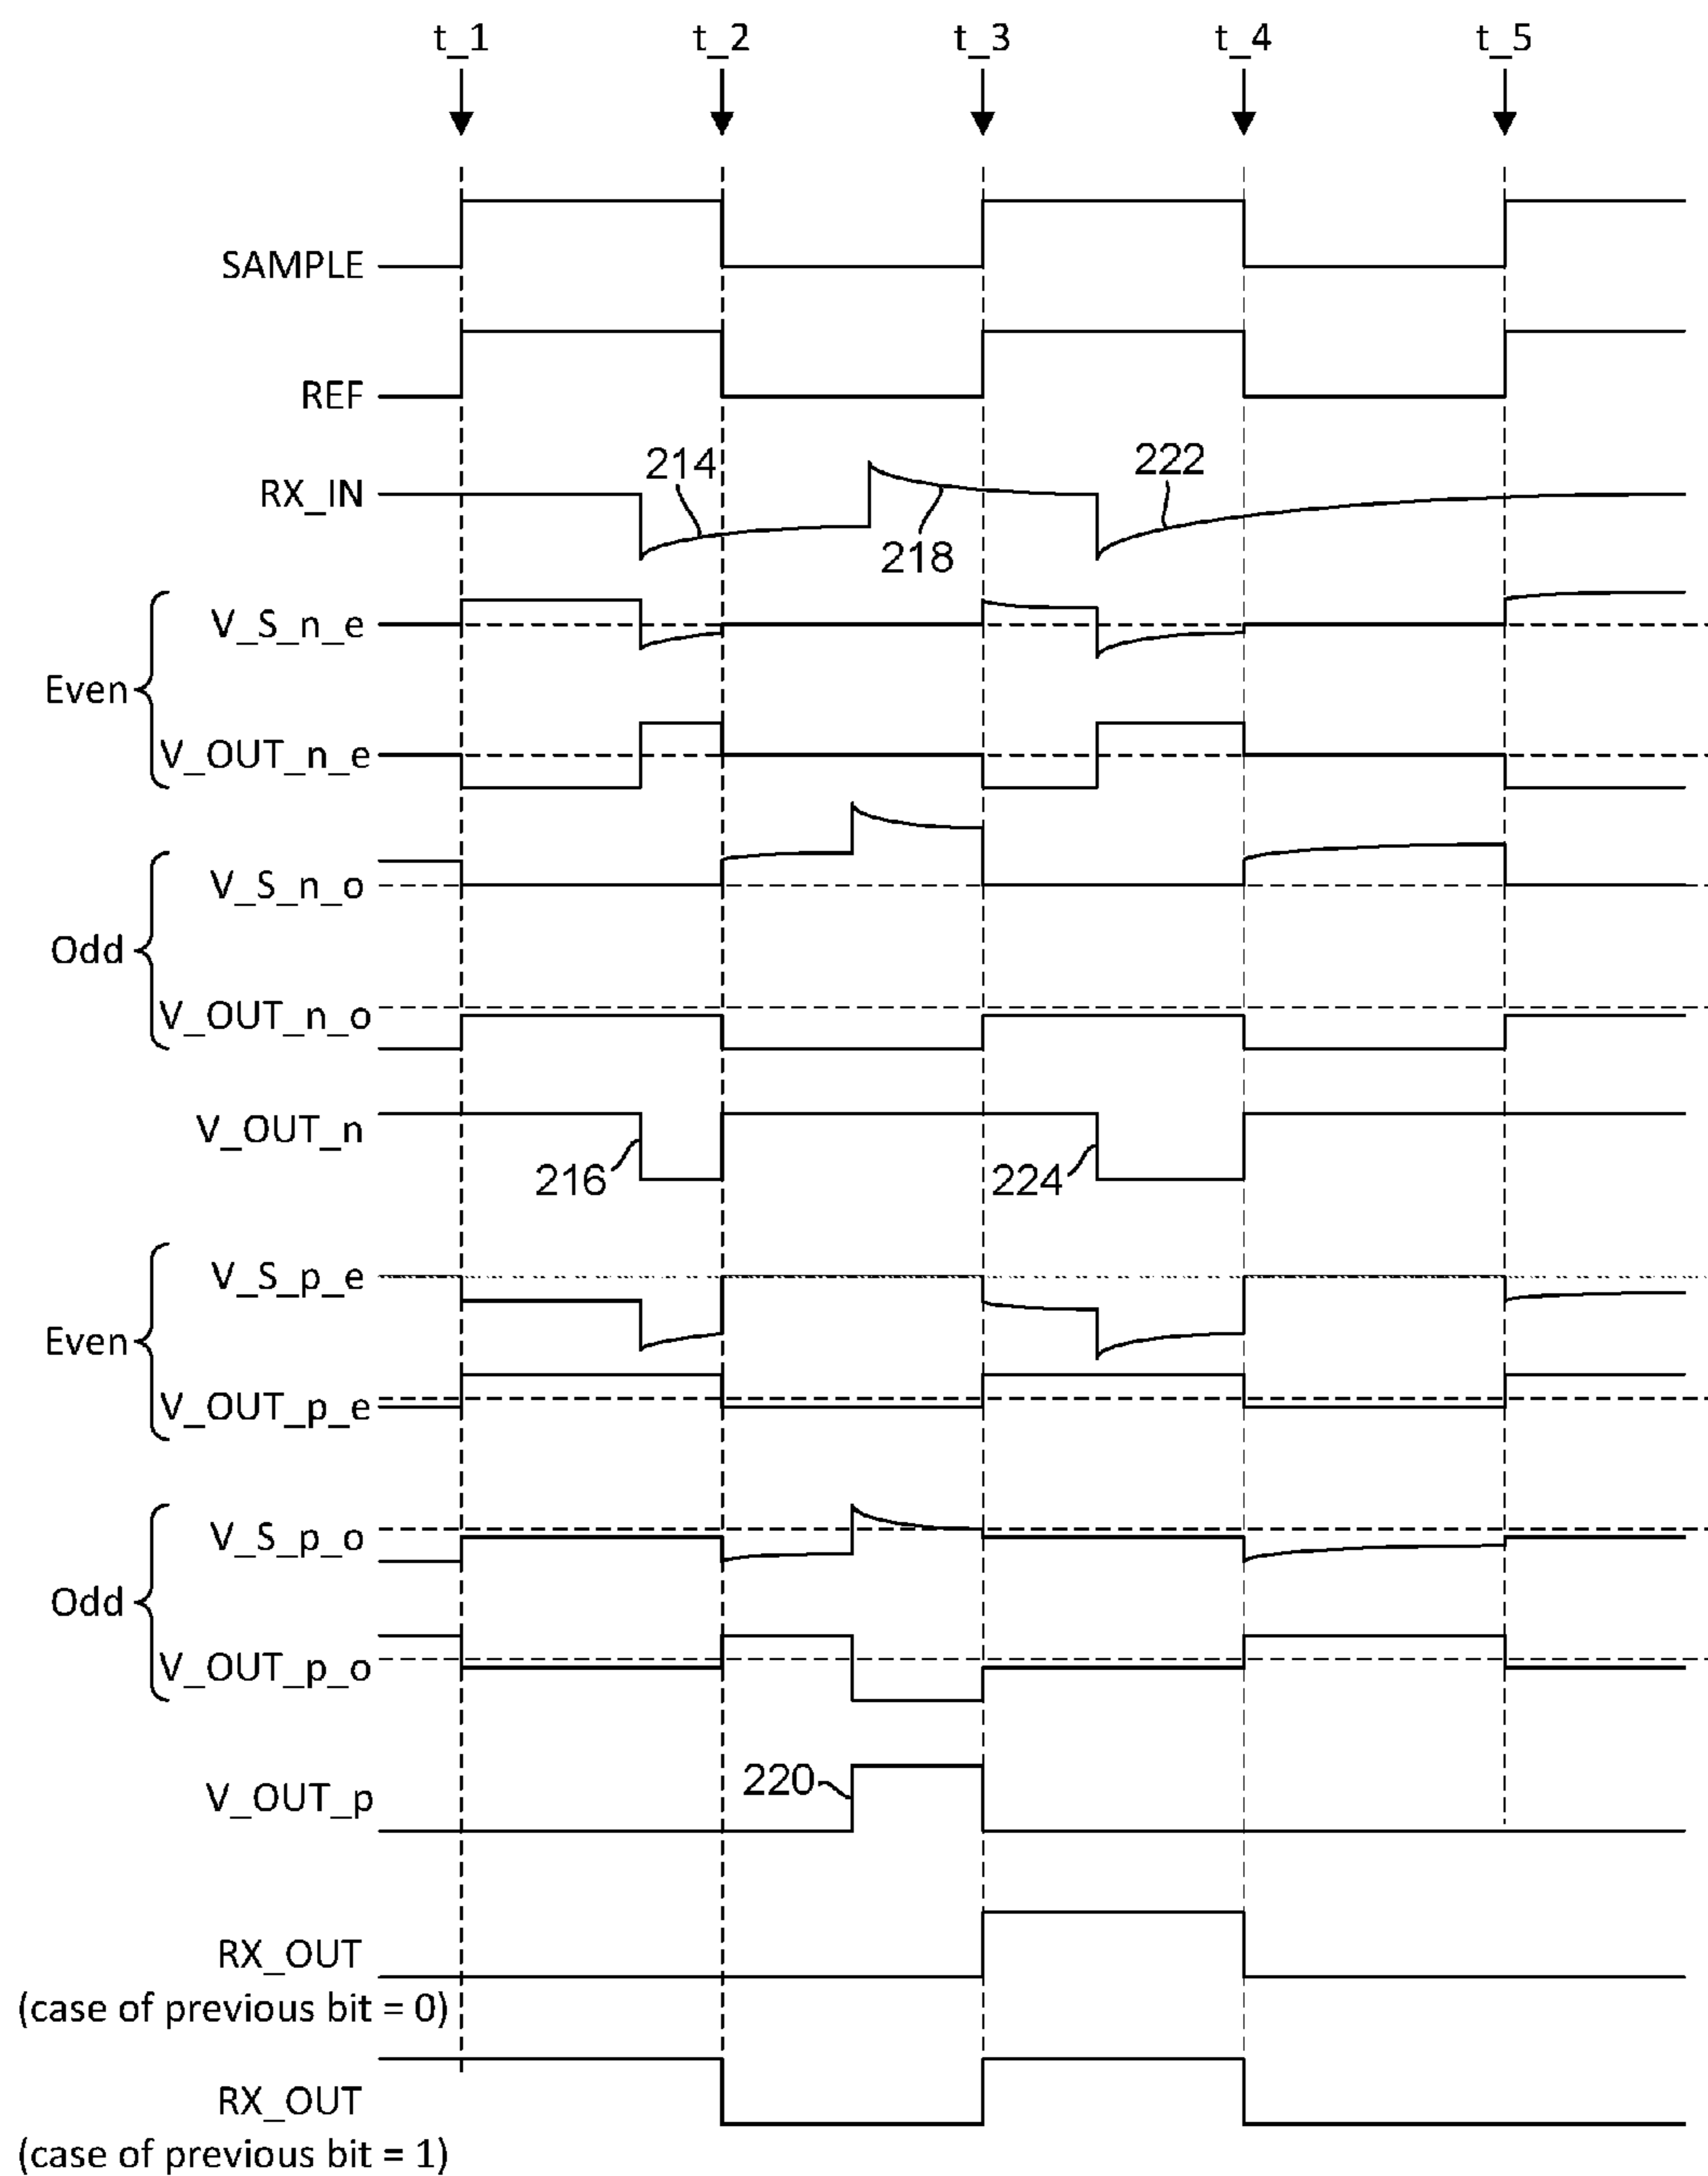 t_1 t_2 t_3 t_4 t_5
SAMPLE
REF
RX_IN
214
218
222
Even
V_S_n_e
V_OUT_n_e
Odd
V_S_n_o
V_OUT_n_o
V_OUT_n
216
224
Even
V_S_p_e
V_OUT_p_e
Odd
V_S_p_o
V_OUT_p_o
V_OUT_p
220
RX_OUT
(case of previous bit = 0)
RX_OUT
(case of previous bit = 1)